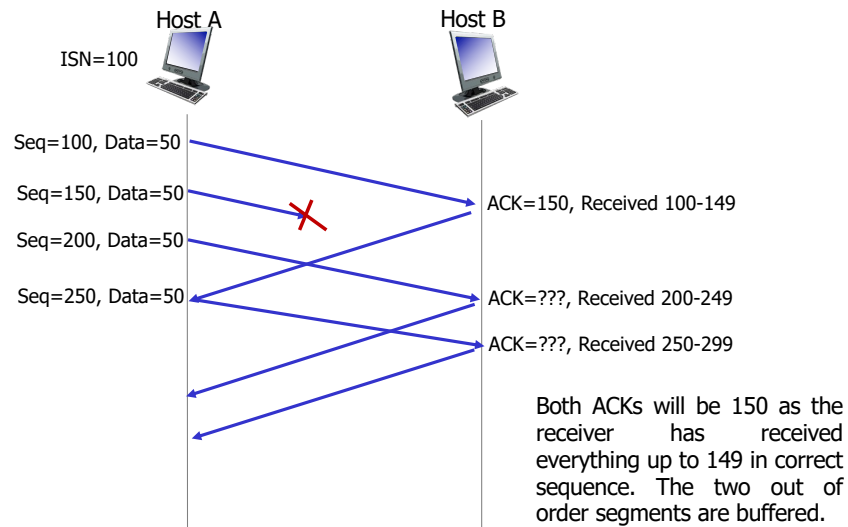 Host A
Host B
ISN=100
Seq=100, Data=50
Seq=150, Data=50
ACK=150, Received 100-149
Seq=200, Data=50
Seq=250, Data=50
ACK=???, Received 200-249
ACK=???, Received 250-299
Both ACKs will be 150 as the
receiver has received
everything up to 149 in correct
sequence. The two out of
order segments are buffered.